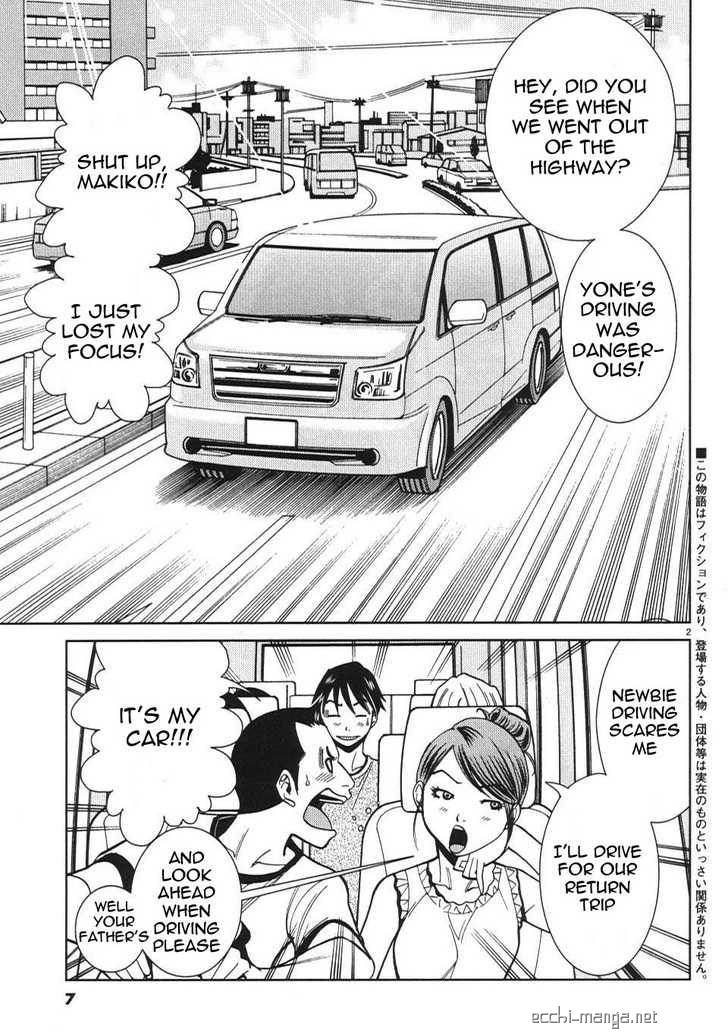 HEY, DID YOU
SEE WHEN
WE WENT OUT
OF THE
HIGHWAY?
YONE'S
DRIVING
WAS
DANGER-
OUS!
SHUT UP,
MAKIKO!!
I JUST
LOST MY
FOCUS!
■この物語はフィクションであり、登場する人物・団体等は実在のものといっさい関係ありません。
2
NEWBIE
DRIVING
SCARES
ME
I'LL DRIVE
FOR OUR
RETURN
TRIP
IT'S MY
CAR!!!
AND
LOOK
AHEAD
WHEN
DRIVING
PLEASE
WELL
YOUR
FATHER'S
7
ecchi-manga.net